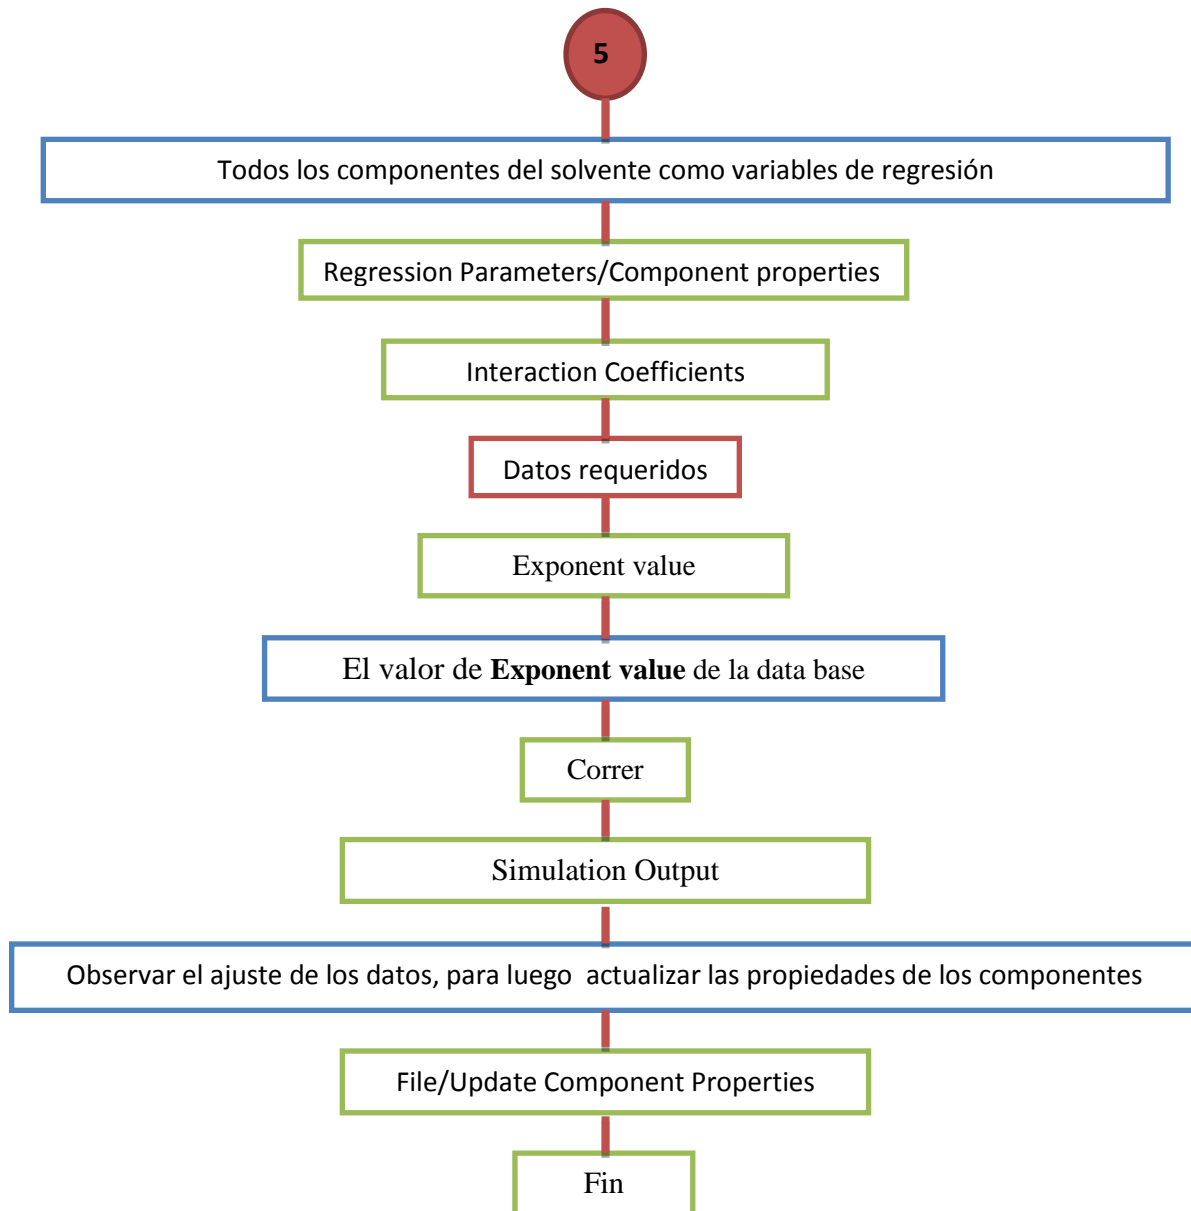 5
Todos los componentes del solvente como variables de regresión
Regression Parameters/Component properties
Interaction Coefficients
Datos requeridos
Exponent value
El valor de Exponent value de la data base
Correr
Simulation Output
Observar el ajuste de los datos, para luego actualizar las propiedades de los componentes
File/Update Component Properties
Fin